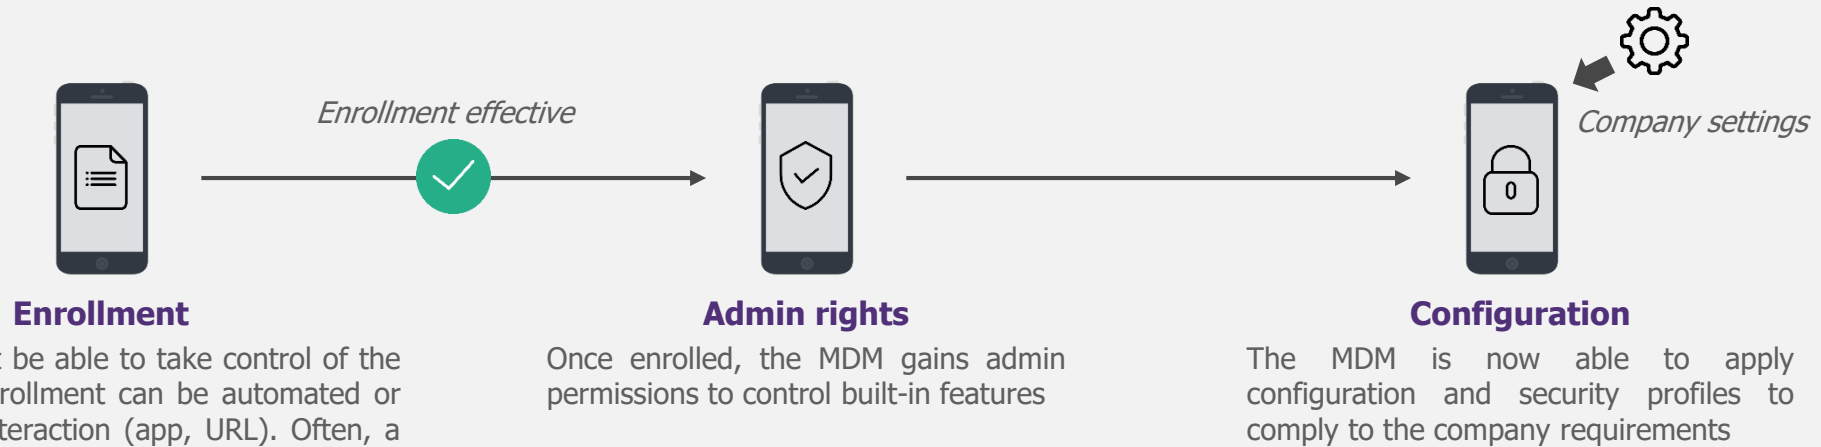 Enrollment effective
Company settings
Enrollment
be able to take control of the
rollment can be automated or
teraction (app, URL). Often, a
Admin rights
Once enrolled, the MDM gains admin
permissions to control built-in features
Configuration
The MDM is now able to apply
configuration and security profiles to
comply to the company requirements